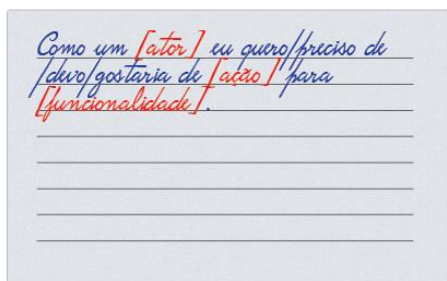 Como um [ator] eu quero/preciso de
/devo/gostaria de [ação] para
[funcionalidade].